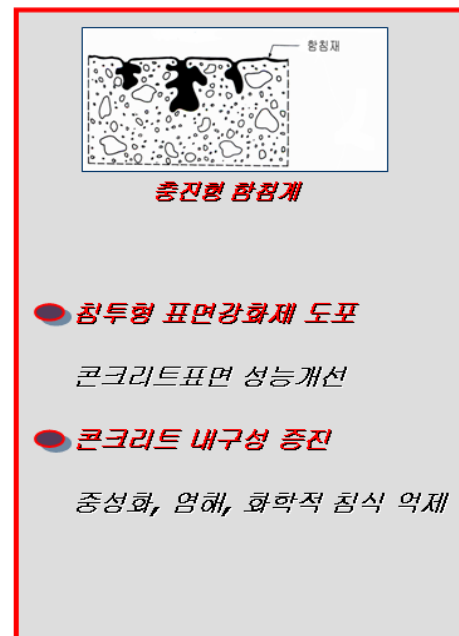 함침재
충진형 함침계
침투형 표면강화제 도포
콘크리트표면 성능개선
콘크리트 내구성 증진
중성화, 염해, 화학적 침식 억제